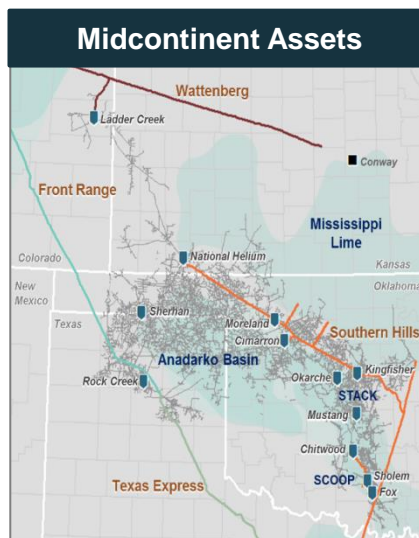 Midcontinent Assets
Wattenberg
Ladder Creek
Conway
Front Range
Mississippi
Lime
National Helium
Colorado
Kansas
New
Mexico
Oklahoma
Texas
Sherhan
Moreland
Southern Hills
Cimarron
Anadarko Basin
Kingfisher
Okarche
Rock Creek
STACK
Mustang
Chitwood
SCOOP
Sholem
Texas Express
Fox